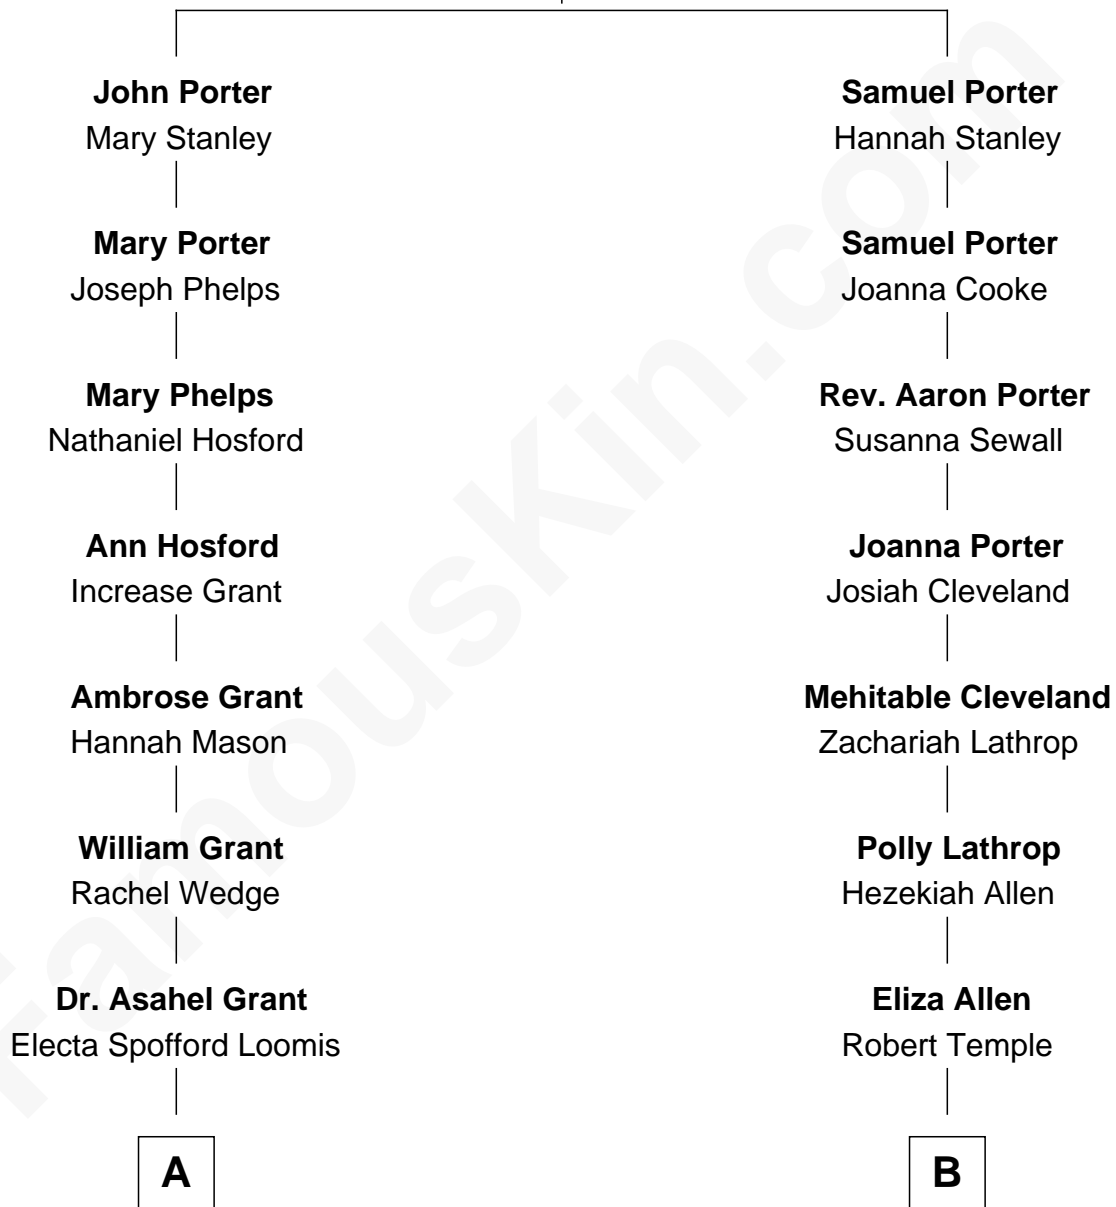 John Porter
Mary Stanley
Mary Porter
Joseph Phelps
Mary Phelps
Nathaniel Hosford
Ann Hosford
Increase Grant
Ambrose Grant
Hannah Mason
William Grant
Rachel Wedge
Dr. Asahel Grant
Electa Spofford Loomis
A
Samuel Porter
Hannah Stanley
Samuel Porter
Joanna Cooke
Rev. Aaron Porter
Susanna Sewall
Joanna Porter
Josiah Cleveland
Mehitable Cleveland
Zachariah Lathrop
Polly Lathrop
Hezekiah Allen
Eliza Allen
Robert Temple
B
FamousKin.com